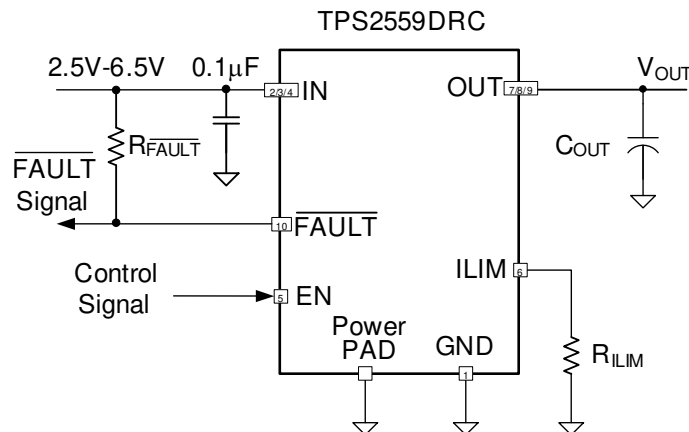 TPS2559DRC
2.5V-6.5V
0.1μF
2/3/4
IN
OUT
7/8/9
VOUT
RFAULT
COUT
FAULT
Signal
10
FAULT
ILIM
6
Control
Signal
5
EN
Power
PAD
GND
RILIM
1